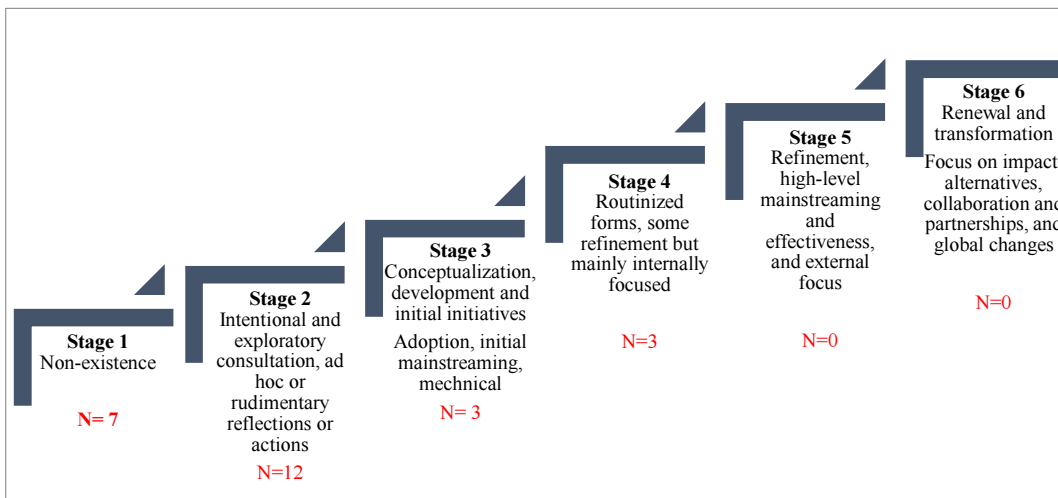 Stage 1
Non-existence
N= 7
Stage 2
Intentional and
exploratory
consultation, ad
hoc or
rudimentary
reflections or
actions
N=12
Stage 3
Conceptualization,
development and
initial initiatives
Adoption, initial
mainstreaming,
mechnical
N= 3
Stage 4
Routinized
forms, some
refinement but
mainly internally
focused
N=3
Stage 5
Refinement,
high-level
mainstreaming
and
effectiveness,
and external
focus
N=0
Stage 6
Renewal and
transformation
Focus on impact
alternatives,
collaboration and
partnerships, and
global changes
N=0